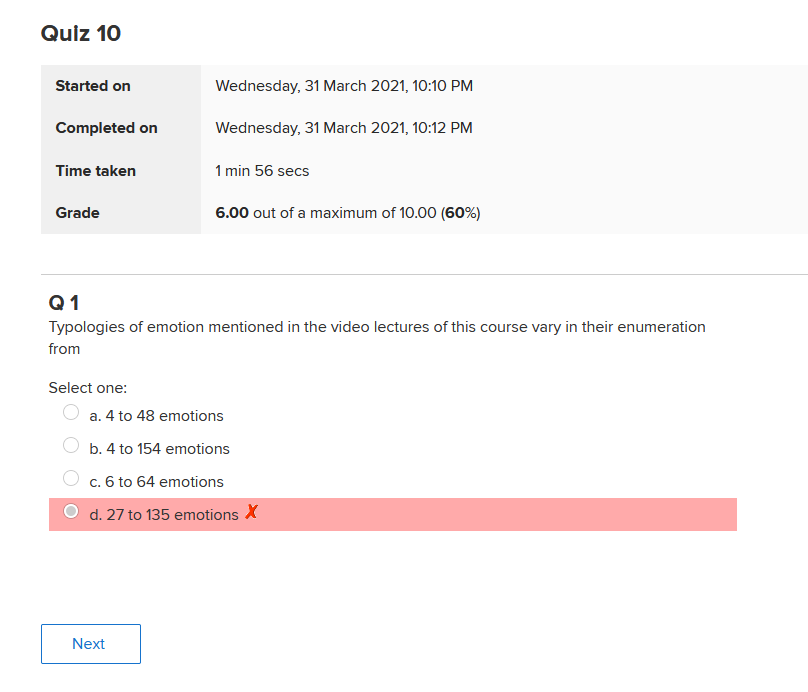 Quiz 10
Started on Wednesday, 31 March 2021, 10:10 PM
Completed on Wednesday, 31 March 2021, 10:12 PM
Time taken 1 min 56 secs
Grade 6.00 out of a maximum of 10.00 (60%)
Q 1
Typologies of emotion mentioned in the video lectures of this course vary in their enumeration
from
Select one:
a. 4 to 48 emotions
b. 4 to 154 emotions
c. 6 to 64 emotions
d. 27 to 135 emotions ✗
Next